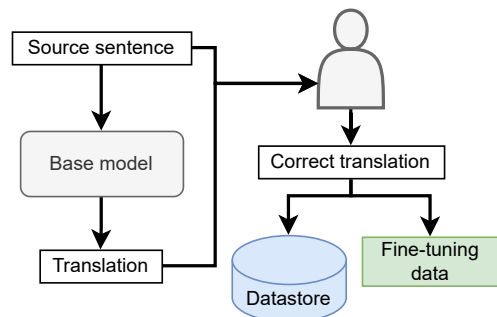 Source sentence
Base model
Translation
Correct translation
Datastore
Fine-tuning
data